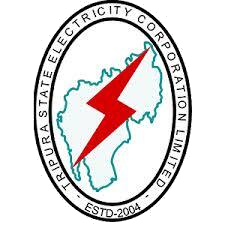 - TRIPURA STATE ELECTRICITY CORPORATION LIMITED -
ESTD-2004